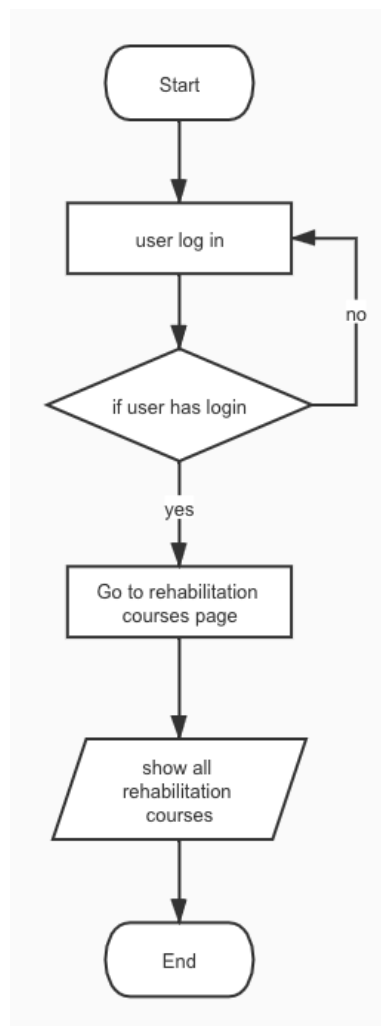 Start
user log in
no
if user has login
yes
Go to rehabilitation
courses page
show all
rehabilitation
courses
End